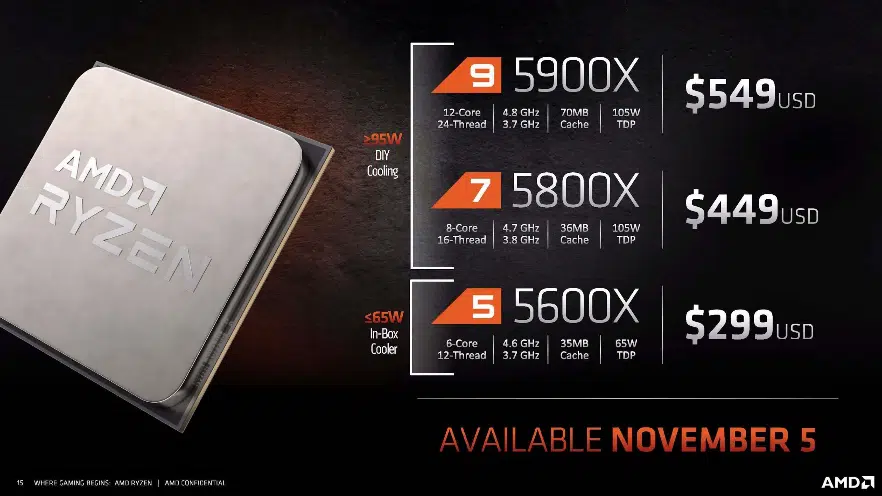 AMD
RYZEN
≥95W
DIY
Cooling
9 5900X
12-Core 24-Thread
4.8 GHz 3.7 GHz
70MB Cache
105W TDP
$549USD
7 5800X
8-Core 16-Thread
4.7 GHz 3.8 GHz
36MB Cache
105W TDP
$449USD
≤65W
In-Box
Cooler
5 5600X
6-Core 12-Thread
4.6 GHz 3.7 GHz
35MB Cache
65W TDP
$299USD
AVAILABLE NOVEMBER 5
15 WHERE GAMING BEGINS: AMD RYZEN | AMD CONFIDENTIAL
AMD